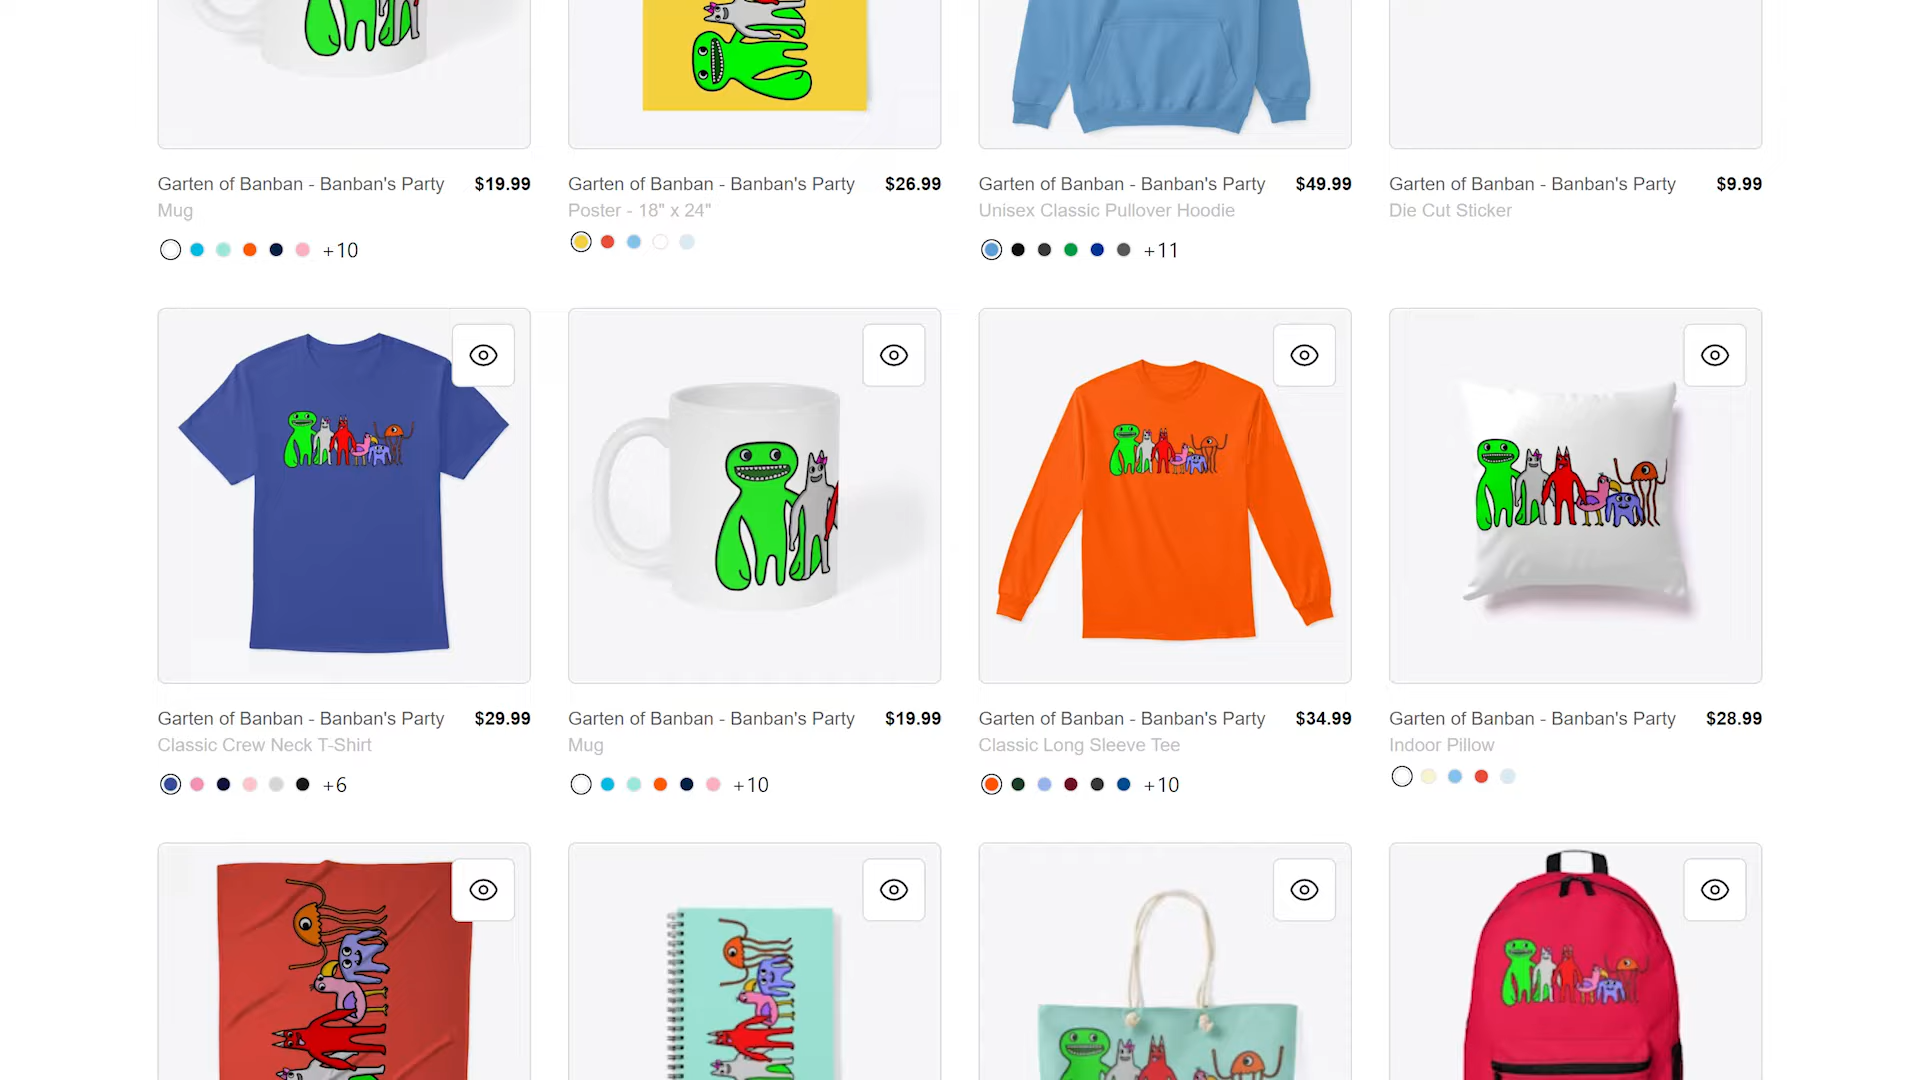 Garten of Banban - Banban's Party $19.99
Mug
+10
Garten of Banban - Banban's Party $26.99
Poster - 18" x 24"
Garten of Banban - Banban's Party $49.99
Unisex Classic Pullover Hoodie
+11
Garten of Banban - Banban's Party $9.99
Die Cut Sticker
Garten of Banban - Banban's Party $29.99
Classic Crew Neck T-Shirt
+6
Garten of Banban - Banban's Party $19.99
Mug
+10
Garten of Banban - Banban's Party $34.99
Classic Long Sleeve Tee
+10
Garten of Banban - Banban's Party $28.99
Indoor Pillow